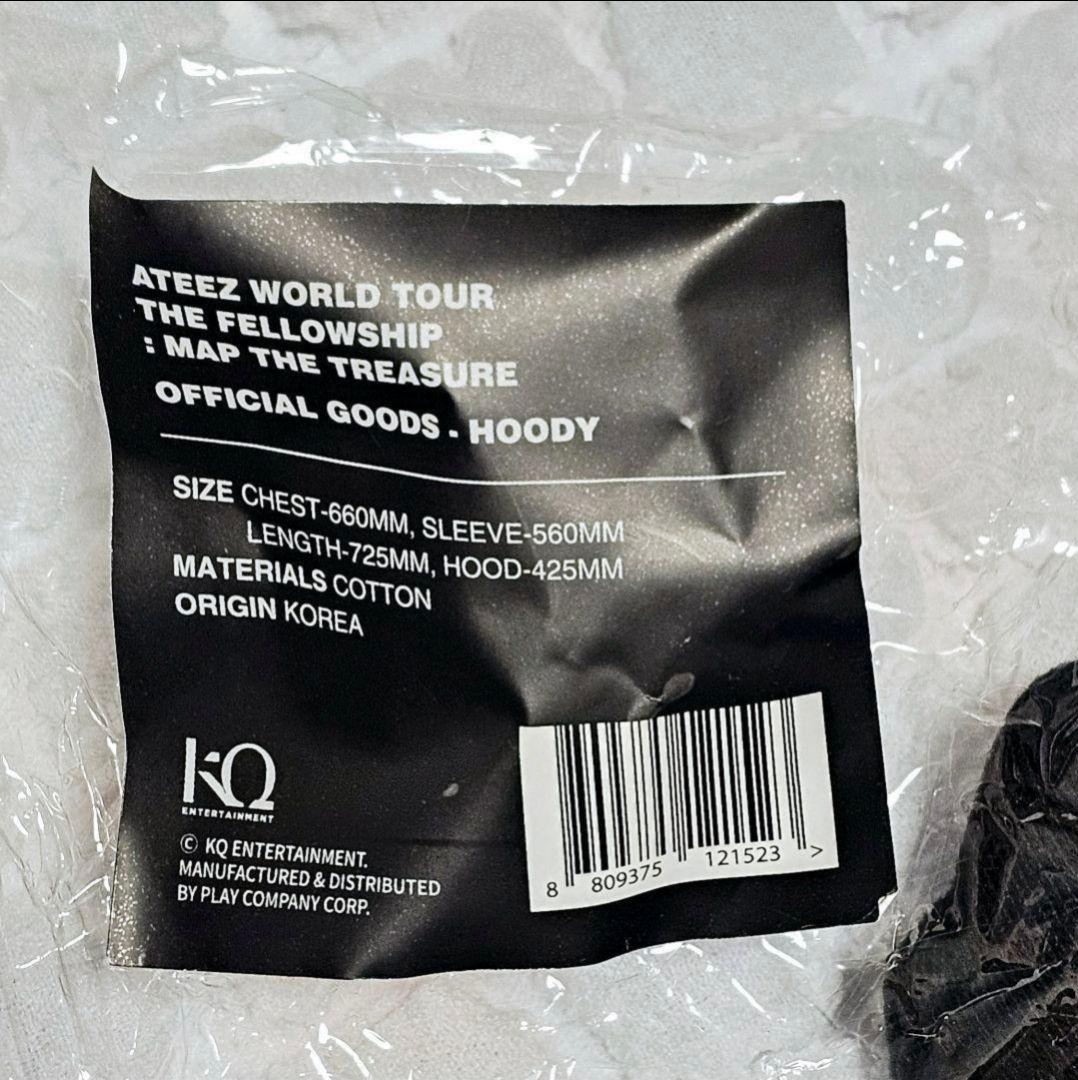 ATEEZ WORLD TOUR
THE FELLOWSHIP
: MAP THE TREASURE
OFFICIAL GOODS - HOODY
SIZE CHEST-660MM, SLEEVE-560MM
LENGTH-725MM, HOOD-425MM
MATERIALS COTTON
ORIGIN KOREA
KQ
ENTERTAINMENT
© KQ ENTERTAINMENT.
MANUFACTURED & DISTRIBUTED
BY PLAY COMPANY CORP.
8 809375 121523 >